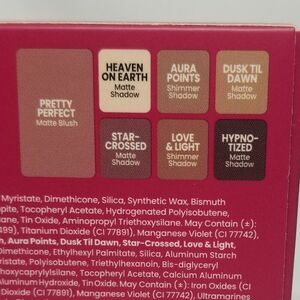 PRETTY
PERFECT
Matte Blush
HEAVEN
ON EARTH
Matte
Shadow
AURA
POINTS
Shimmer
Shadow
DUSK TIL
DAWN
Matte
Shadow
STAR-
CROSSED
Matte
Shadow
LOVE
& LIGHT
Shimmer
Shadow
HYPNO-
TIZED
Matte
Shadow
Myristate, Dimethicone, Silica, Synthetic Wax, Bismuth
Tocopheryl Acetate, Hydrogenated Polyisobutene,
Tin Oxide, Aminopropyl Triethoxysilane. May Contain (±):
499), Titanium Dioxide (CI 77891), Manganese Violet (CI 77742),
Aura Points, Dusk Til Dawn, Star-Crossed, Love & Light,
Dimethicone, Ethylhexyl Palmitate, Silica, Aluminum Starch
Polyisobutene, Triethylhexanoin, Bis-diglyceryl
Tocopheryl Acetate, Calcium Aluminum
Hydroxide, Tin Oxide. May Contain (±): Iron Oxides (CI
Manganese Violet (CI 77742), Ultramarines